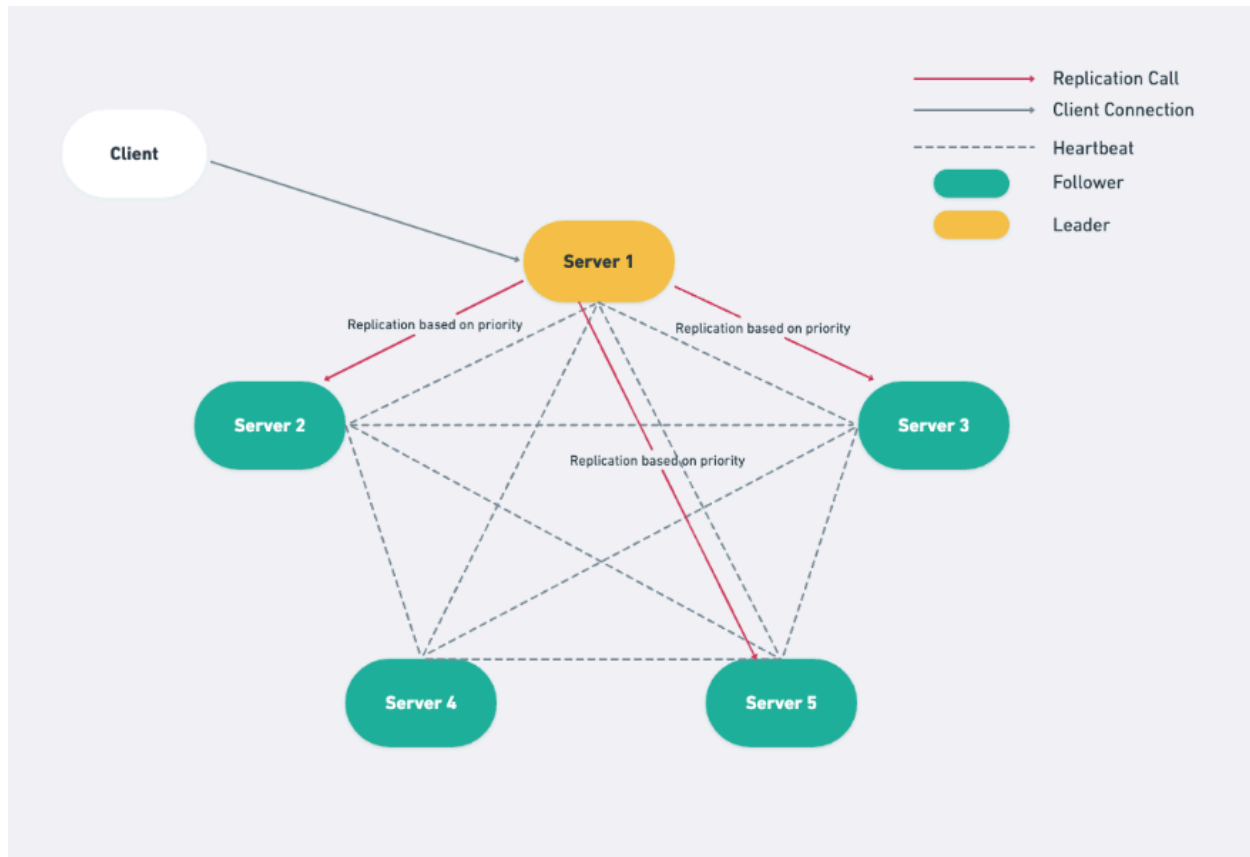 Replication Call
Client Connection
Heartbeat
Follower
Leader
Client
Server 1
Replication based on priority
Replication based on priority
Server 2
Server 3
Replication based on priority
Server 4
Server 5